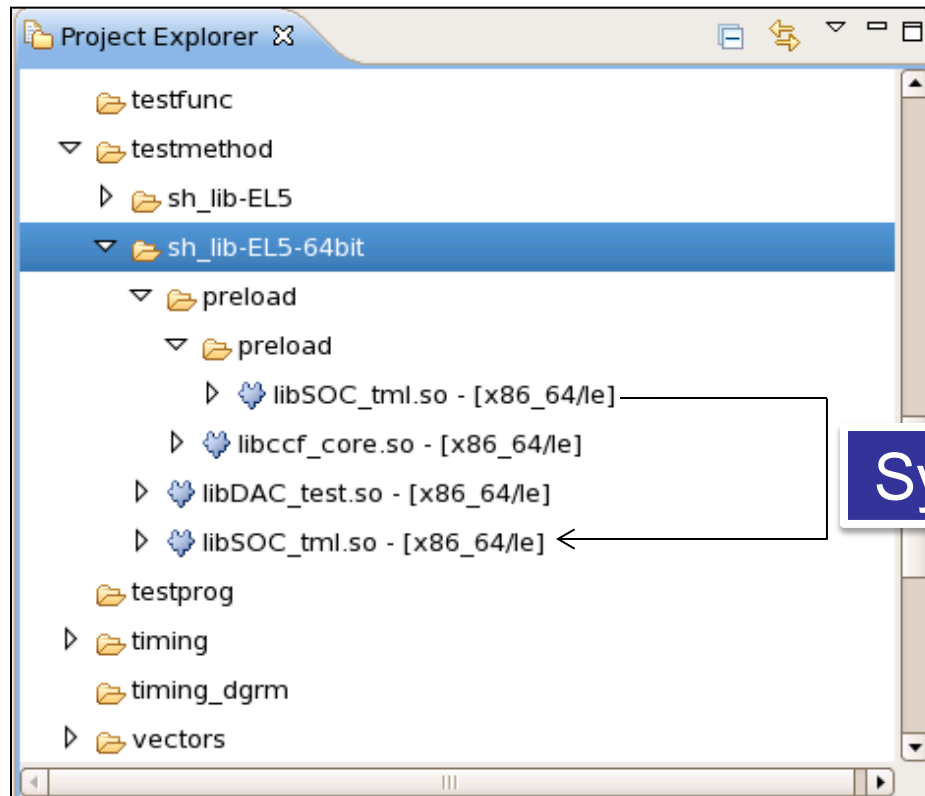 Project Explorer
testfunc
testmethod
sh_lib-EL5
sh_lib-EL5-64bit
preload
preload
libSOC_tml.so - [x86_64/le]
libccf_core.so - [x86_64/le]
Sy
libDAC_test.so - [x86_64/le]
libSOC_tml.so - [x86_64/le]
testprog
timing
timing_dgrm
vectors